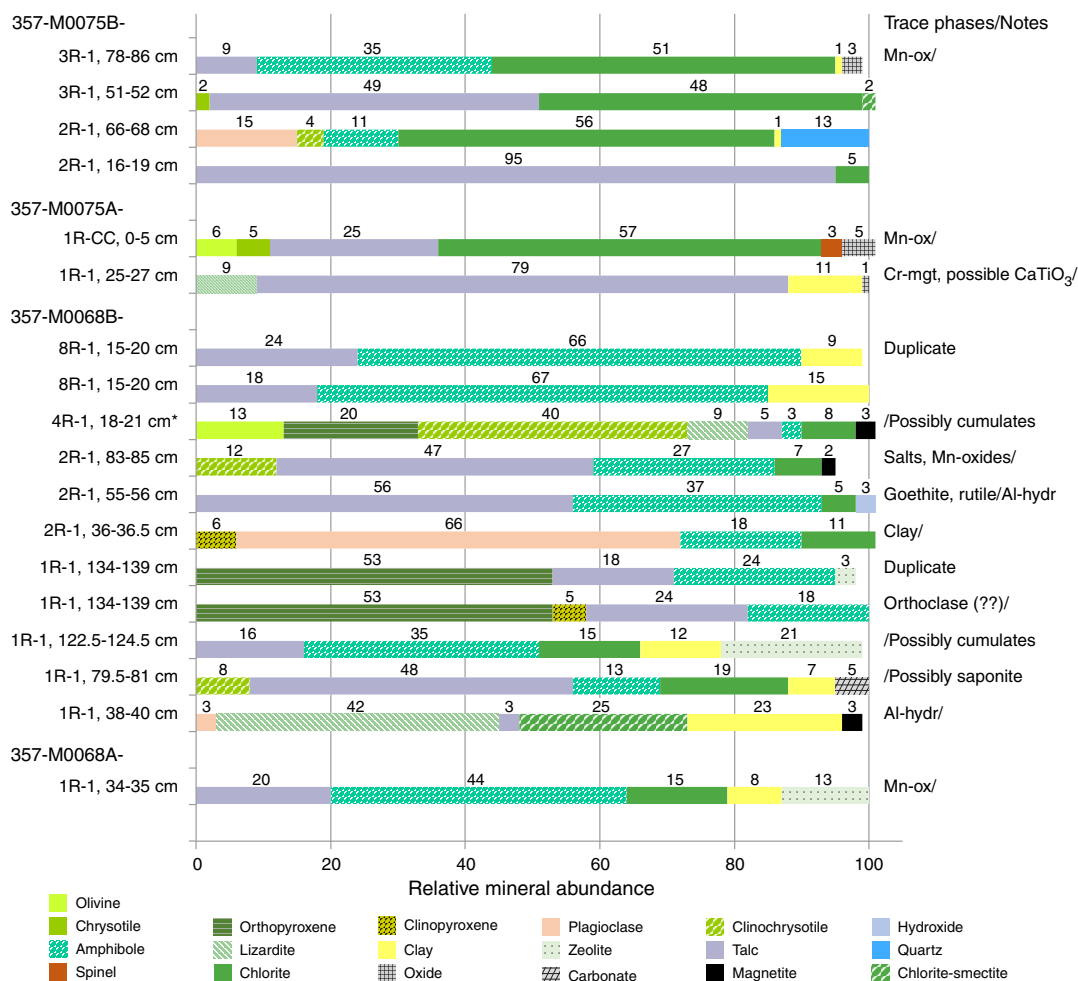 357-M0075B- Trace phases/Notes
9 35 51 1 3
3R-1, 78-86 cm Mn-ox/
2 49 48 2
3R-1, 51-52 cm
15 4 11 56 1 13
2R-1, 66-68 cm
95 5
2R-1, 16-19 cm
357-M0075A-
6 5 25 57 3 5
1R-CC, 0-5 cm Mn-ox/
9 79 11 1
1R-1, 25-27 cm Cr-mgt, possible CaTiO₃/
357-M0068B-
24 66 9
8R-1, 15-20 cm Duplicate
18 67 15
8R-1, 15-20 cm
13 20 40 9 5 3 8 3
4R-1, 18-21 cm* /Possibly cumulates
12 47 27 7 2
2R-1, 83-85 cm Salts, Mn-oxides/
56 37 5 3
2R-1, 55-56 cm Goethite, rutile/Al-hydr
6 66 18 11
2R-1, 36-36.5 cm Clay/
53 18 24 3
1R-1, 134-139 cm Duplicate
53 5 24 18
1R-1, 134-139 cm Orthoclase (??)/
16 35 15 12 21
1R-1, 122.5-124.5 cm /Possibly cumulates
8 48 13 19 7 5
1R-1, 79.5-81 cm /Possibly saponite
3 42 3 25 23 3
1R-1, 38-40 cm Al-hydr/
357-M0068A-
20 44 15 8 13
1R-1, 34-35 cm Mn-ox/
0 20 40 60 80 100
Relative mineral abundance
Olivine
Chrysotile Orthopyroxene Clinopyroxene Plagioclase Clinochrysotile Hydroxide
Amphibole Lizardite Clay Zeolite Talc Quartz
Spinel Chlorite Oxide Carbonate Magnetite Chlorite-smectite